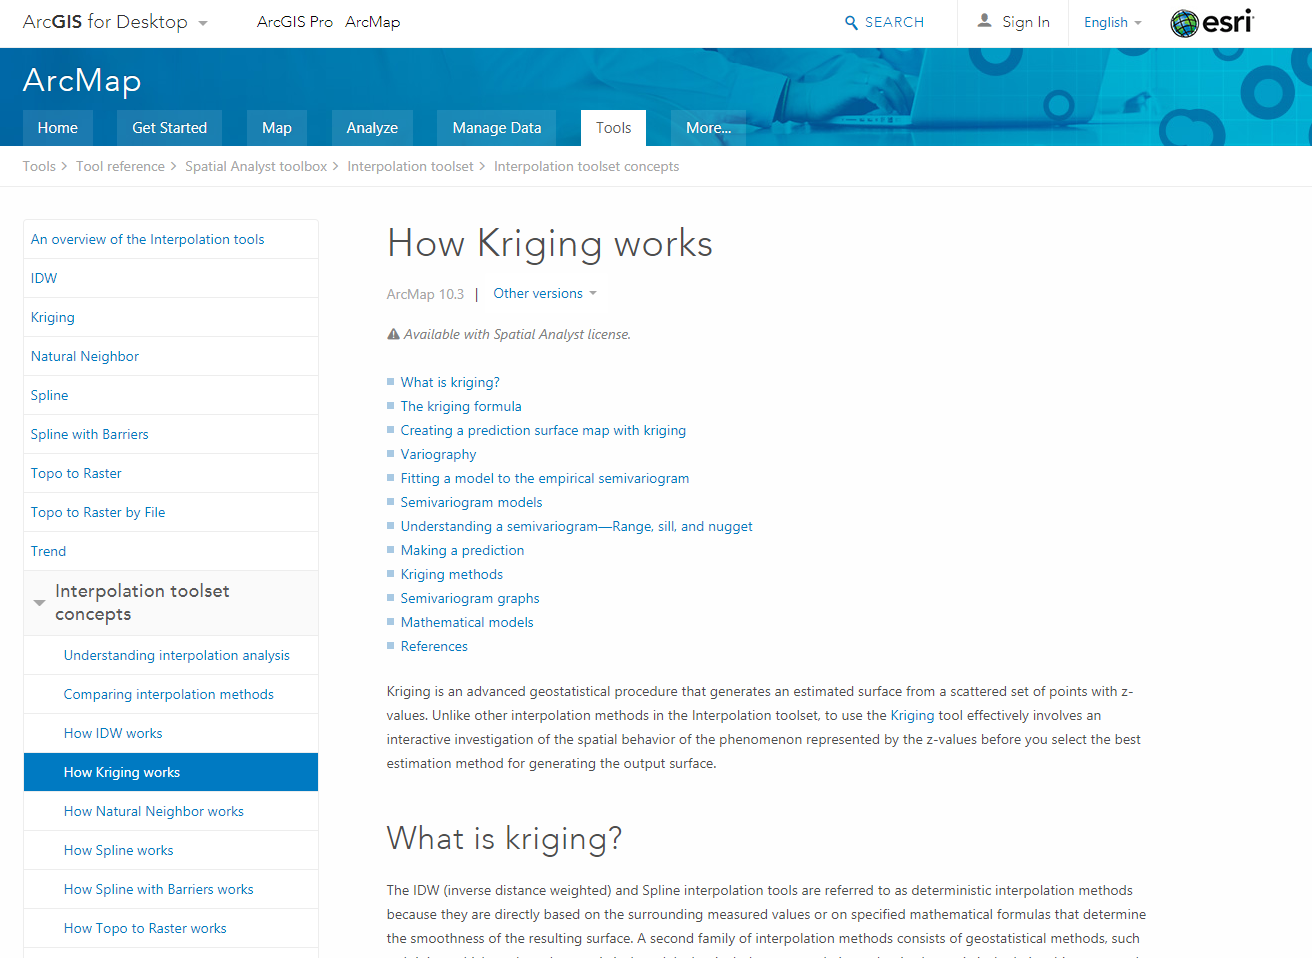 ArcGIS for Desktop
ArcGIS Pro ArcMap
SEARCH
Sign In
English
esri
ArcMap
Home
Get Started
Map
Analyze
Manage Data
Tools
More...
Tools > Tool reference > Spatial Analyst toolbox > Interpolation toolset > Interpolation toolset concepts
An overview of the Interpolation tools
IDW
Kriging
Natural Neighbor
Spline
Spline with Barriers
Topo to Raster
Topo to Raster by File
Trend
Interpolation toolset
concepts
Understanding interpolation analysis
Comparing interpolation methods
How IDW works
How Kriging works
How Natural Neighbor works
How Spline works
How Spline with Barriers works
How Topo to Raster works
How Kriging works
ArcMap 10.3 | Other versions
Available with Spatial Analyst license.
What is kriging?
The kriging formula
Creating a prediction surface map with kriging
Variography
Fitting a model to the empirical semivariogram
Semivariogram models
Understanding a semivariogram—Range, sill, and nugget
Making a prediction
Kriging methods
Semivariogram graphs
Mathematical models
References
Kriging is an advanced geostatistical procedure that generates an estimated surface from a scattered set of points with z-
values. Unlike other interpolation methods in the Interpolation toolset, to use the Kriging tool effectively involves an
interactive investigation of the spatial behavior of the phenomenon represented by the z-values before you select the best
estimation method for generating the output surface.
What is kriging?
The IDW (inverse distance weighted) and Spline interpolation tools are referred to as deterministic interpolation methods
because they are directly based on the surrounding measured values or on specified mathematical formulas that determine
the smoothness of the resulting surface. A second family of interpolation methods consists of geostatistical methods, such